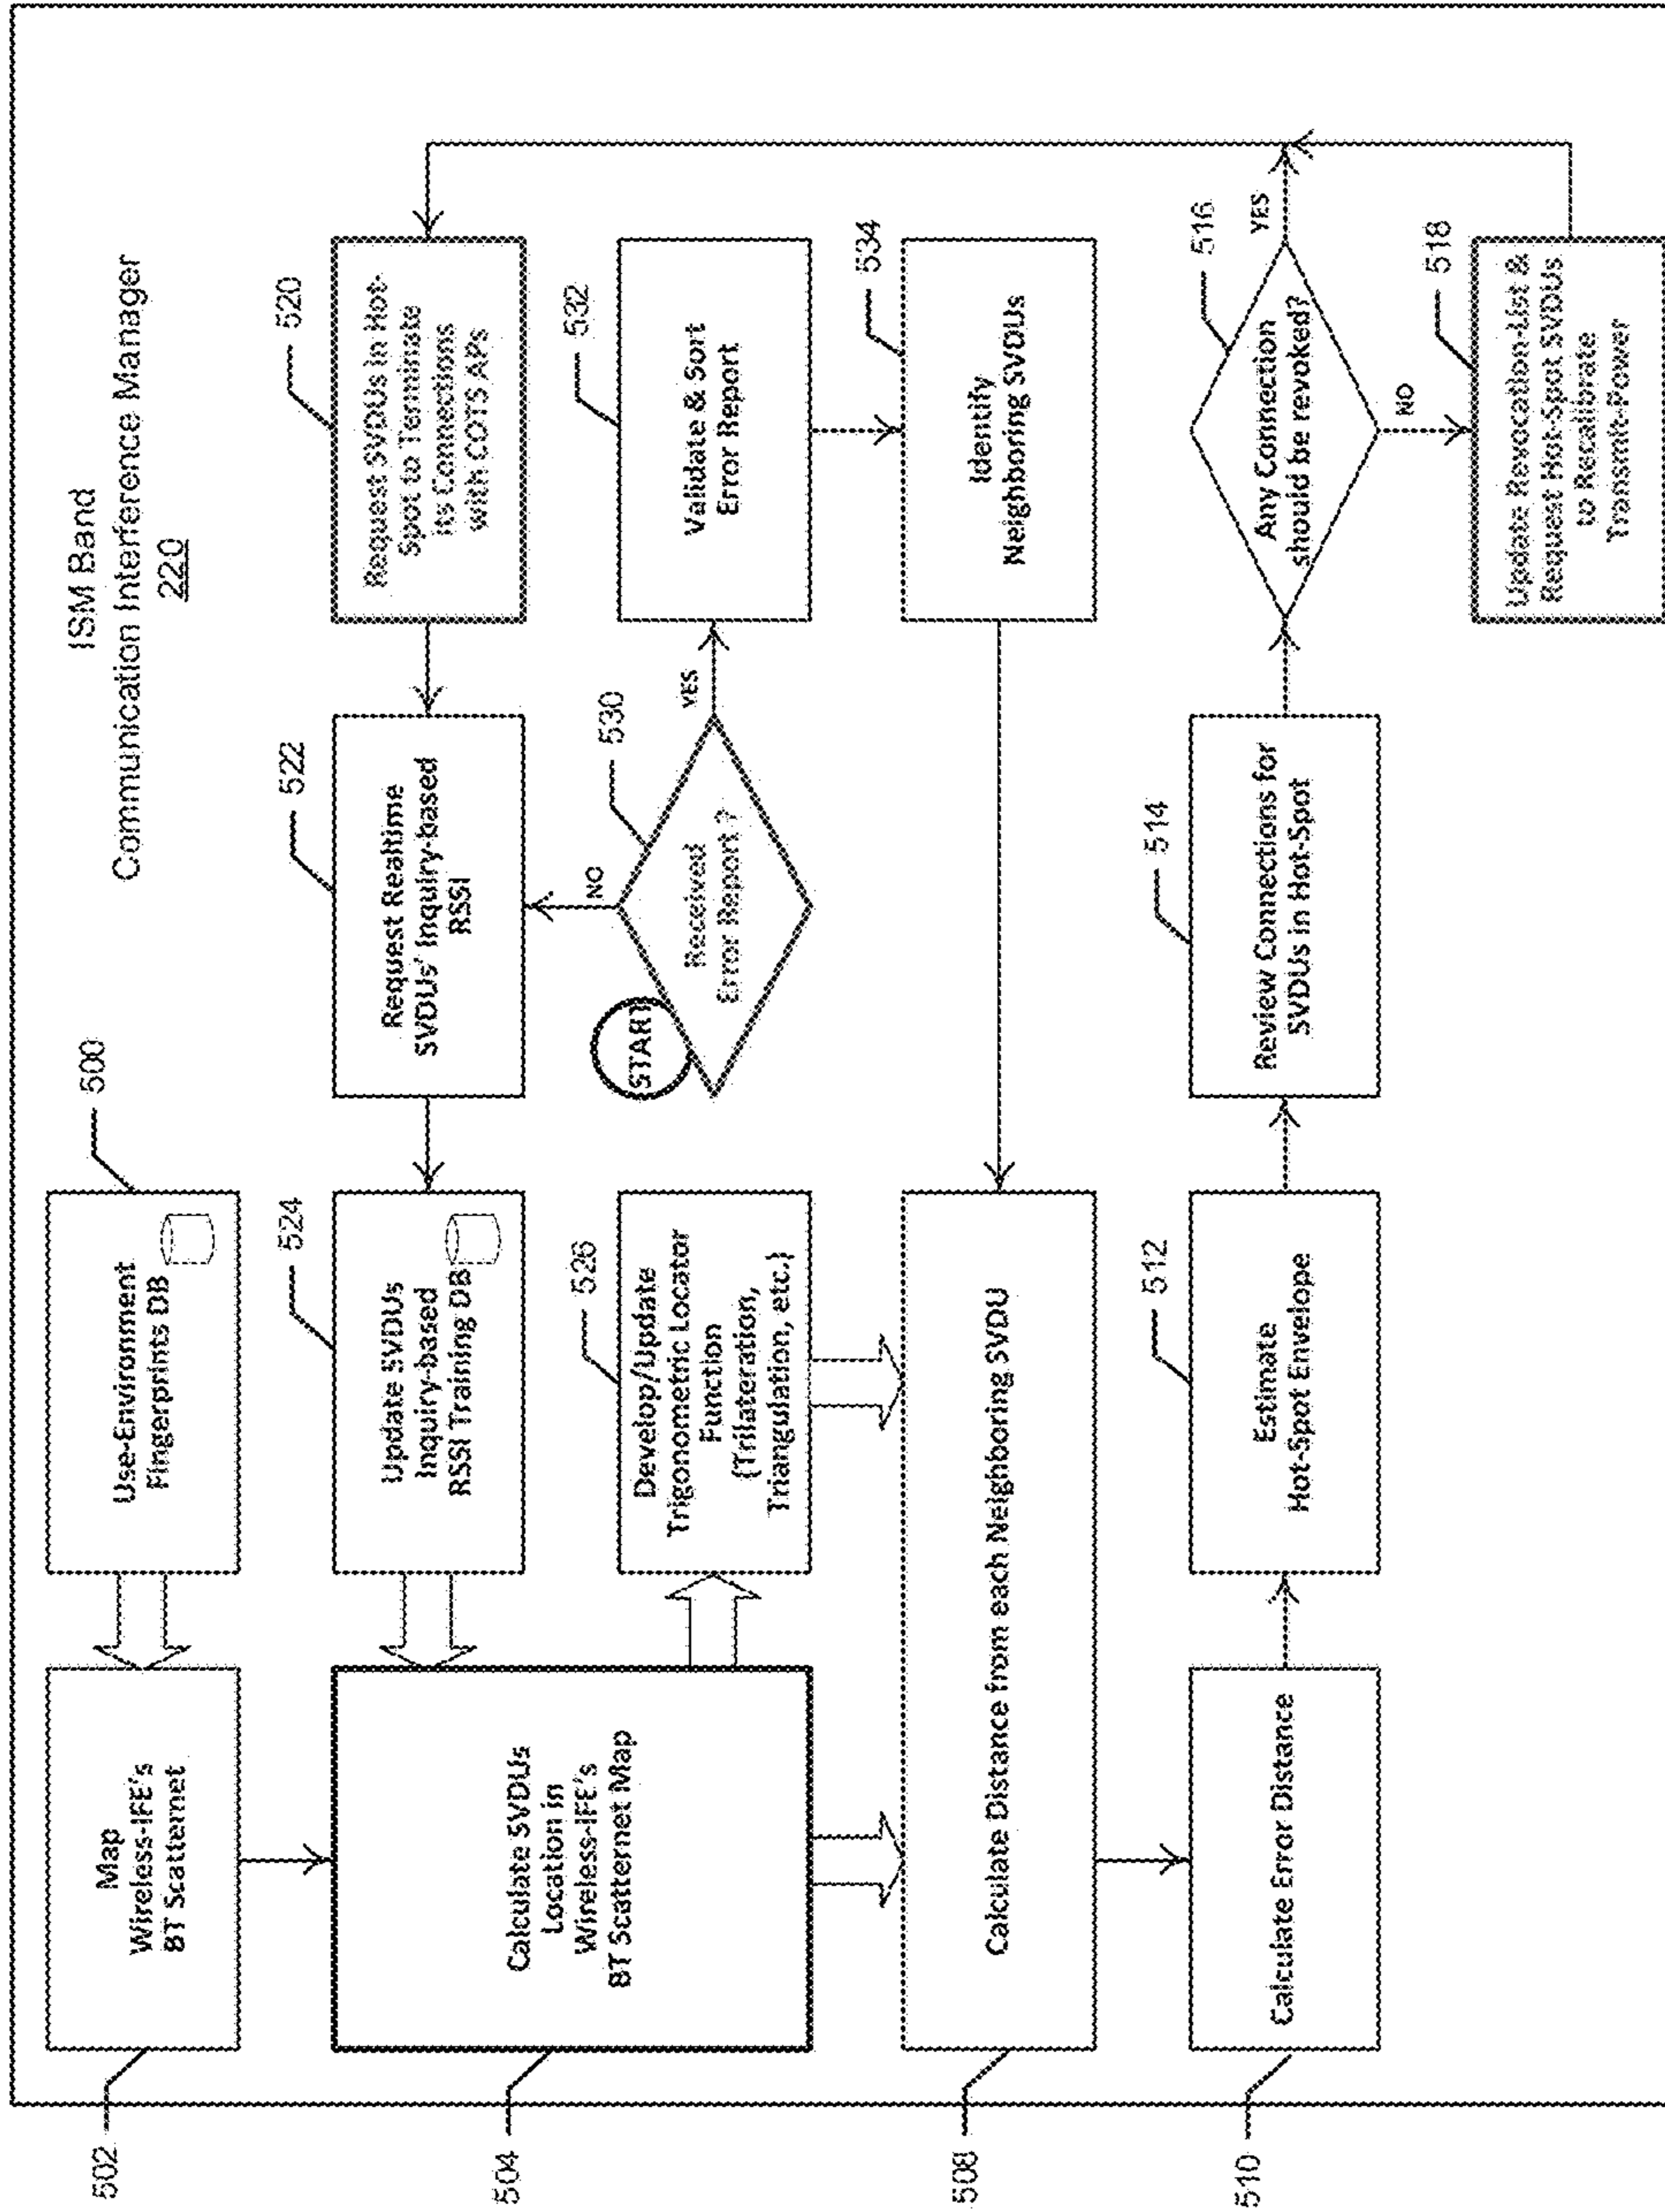 ISM Band
Communication Interference Manager
220
502
Map
Wireless-IFE's
BT Scatternet
500
Use-Environment
Fingerprints DB
504
Calculate SVDUs
Location in
Wireless-IFE's
BT Scatternet Map
524
Update SVDUs
Inquiry-based
RSSI Training DB
522
Request Realtime
SVDUs' Inquiry-based
RSSI
520
Request SVDUs in Hot-
Spot to Terminate
its Connections
with COTS APs
526
Develop/Update
Trigonometric Locator
Function
(Trilateration,
Triangulation, etc.)
START
530
Received
Error Report ?
NO
YES
532
Validate & Sort
Error Report
508
Calculate Distance from each Neighboring SVDU
534
Identify
Neighboring SVDUs
510
Calculate Error Distance
512
Estimate
Hot-Spot Envelope
514
Review Connections for
SVDUs in Hot-Spot
516
Any Connection
should be revoked?
YES
NO
518
Update Revocation-List &
Request Hot-Spot SVDUs
to Recalibrate
Transmit-Power